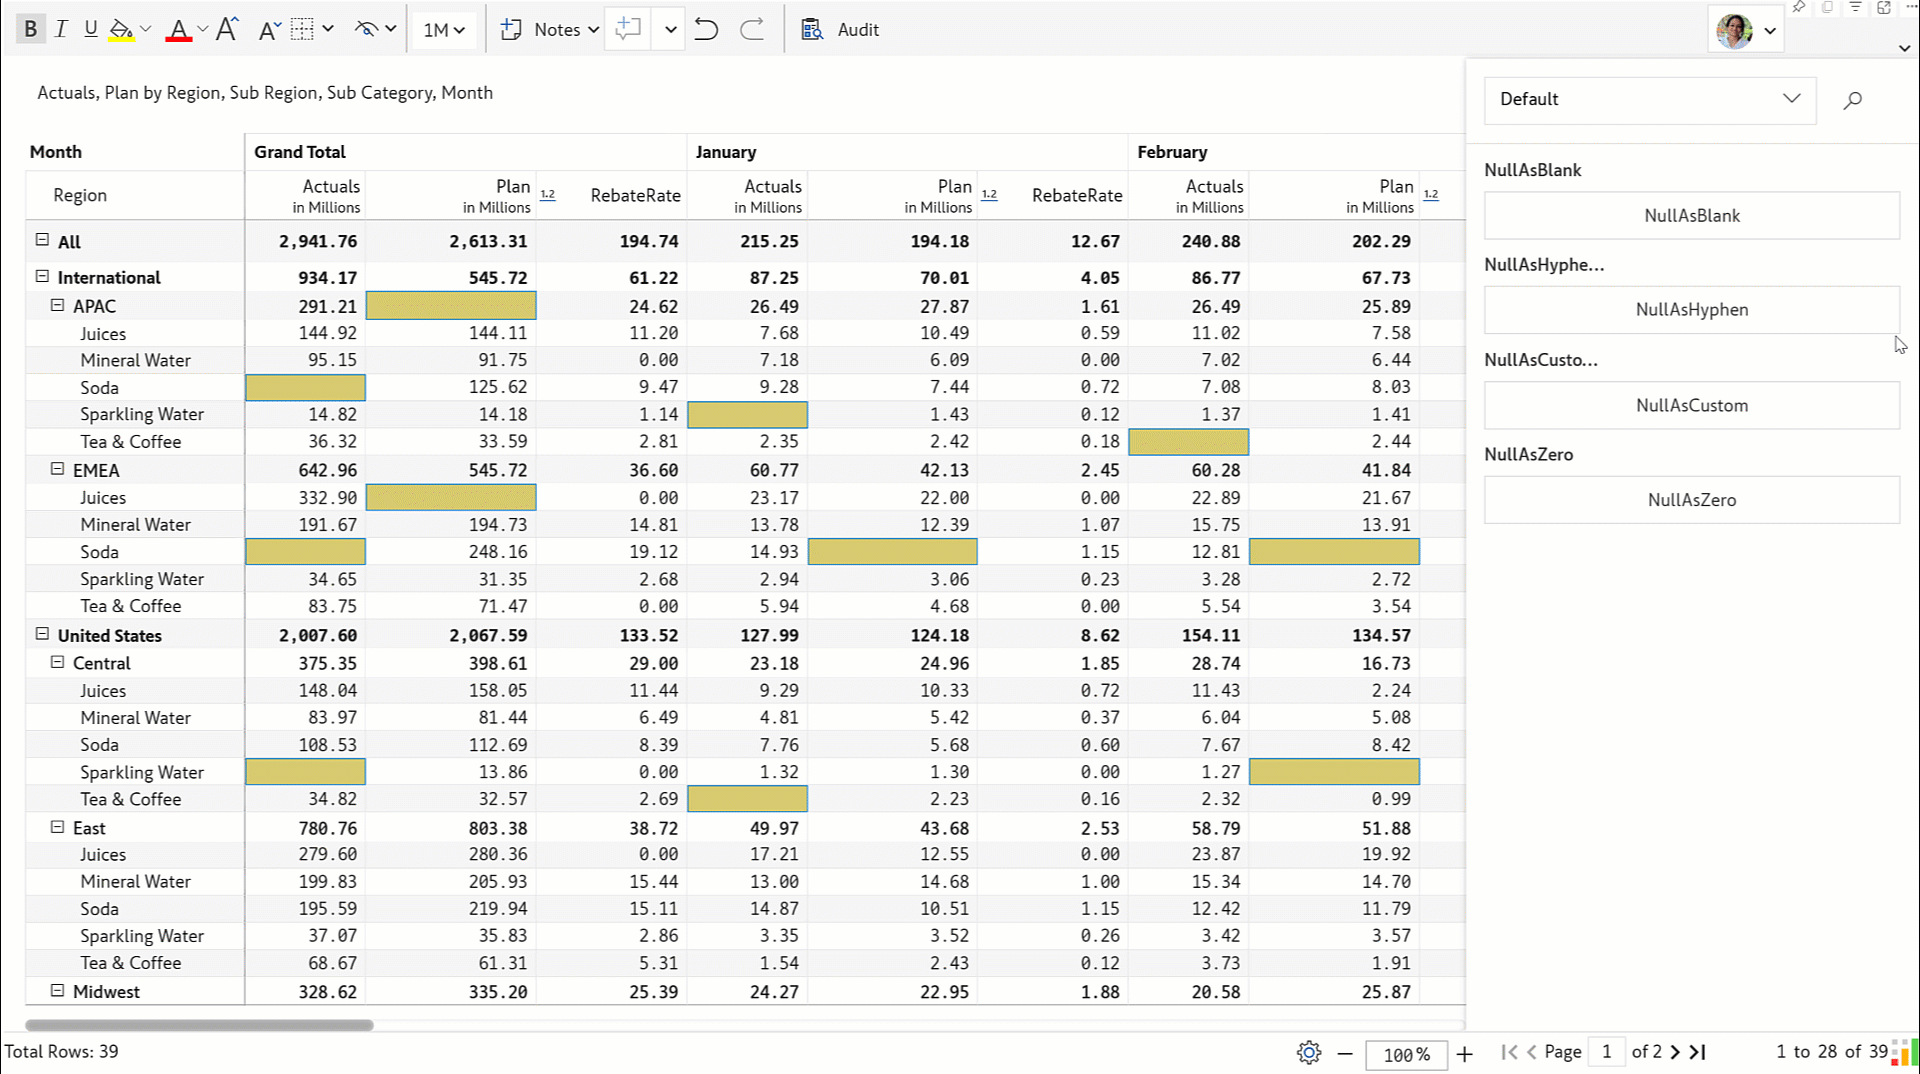 B I U A A A 1M Notes Audit
Actuals, Plan by Region, Sub Region, Sub Category, Month
Default
Month Grand Total January February
Region Actuals in Millions Plan in Millions 1.2 RebateRate Actuals in Millions Plan in Millions 1.2 RebateRate Actuals in Millions Plan in Millions 1.2
All 2,941.76 2,613.31 194.74 215.25 194.18 12.67 240.88 202.29
International 934.17 545.72 61.22 87.25 70.01 4.05 86.77 67.73
APAC 291.21 24.62 26.49 27.87 1.61 26.49 25.89
Juices 144.92 144.11 11.20 7.68 10.49 0.59 11.02 7.58
Mineral Water 95.15 91.75 0.00 7.18 6.09 0.00 7.02 6.44
Soda 125.62 9.47 9.28 7.44 0.72 7.08 8.03
Sparkling Water 14.82 14.18 1.14 1.43 0.12 1.37 1.41
Tea & Coffee 36.32 33.59 2.81 2.35 2.42 0.18 2.44
EMEA 642.96 545.72 36.60 60.77 42.13 2.45 60.28 41.84
Juices 332.90 0.00 23.17 22.00 0.00 22.89 21.67
Mineral Water 191.67 194.73 14.81 13.78 12.39 1.07 15.75 13.91
Soda 248.16 19.12 14.93 1.15 12.81
Sparkling Water 34.65 31.35 2.68 2.94 3.06 0.23 3.28 2.72
Tea & Coffee 83.75 71.47 0.00 5.94 4.68 0.00 5.54 3.54
United States 2,007.60 2,067.59 133.52 127.99 124.18 8.62 154.11 134.57
Central 375.35 398.61 29.00 23.18 24.96 1.85 28.74 16.73
Juices 148.04 158.05 11.44 9.29 10.33 0.72 11.43 2.24
Mineral Water 83.97 81.44 6.49 4.81 5.42 0.37 6.04 5.08
Soda 108.53 112.69 8.39 7.76 5.68 0.60 7.67 8.42
Sparkling Water 13.86 0.00 1.32 1.30 0.00 1.27
Tea & Coffee 34.82 32.57 2.69 2.23 0.16 2.32 0.99
East 780.76 803.38 38.72 49.97 43.68 2.53 58.79 51.88
Juices 279.60 280.36 0.00 17.21 12.55 0.00 23.87 19.92
Mineral Water 199.83 205.93 15.44 13.00 14.68 1.00 15.34 14.70
Soda 195.59 219.94 15.11 14.87 10.51 1.15 12.42 11.79
Sparkling Water 37.07 35.83 2.86 3.35 3.52 0.26 3.42 3.57
Tea & Coffee 68.67 61.31 5.31 1.54 2.43 0.12 3.73 1.91
Midwest 328.62 335.20 25.39 24.27 22.95 1.88 20.58 25.87
NullAsBlank
NullAsBlank
NullAsHyphe...
NullAsHyphen
NullAsCusto...
NullAsCustom
NullAsZero
NullAsZero
Total Rows: 39 100% Page 1 of 2 1 to 28 of 39